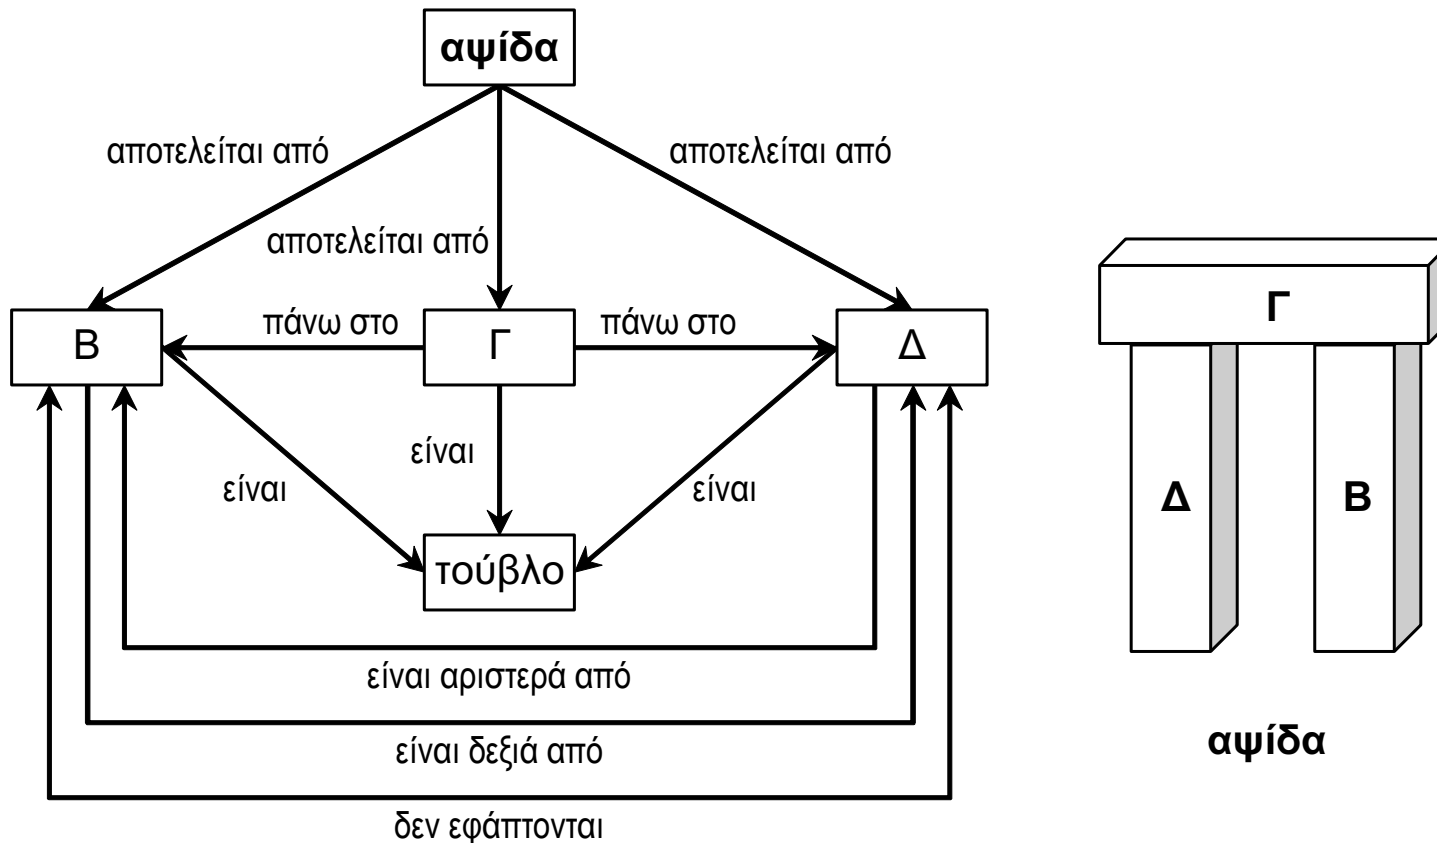 αψίδα
αποτελείται από
αποτελείται από
αποτελείται από
Β
πάνω στο
Γ
πάνω στο
Δ
είναι
είναι
είναι
τούβλο
είναι αριστερά από
είναι δεξιά από
δεν εφάπτονται
Γ
Δ
Β
αψίδα